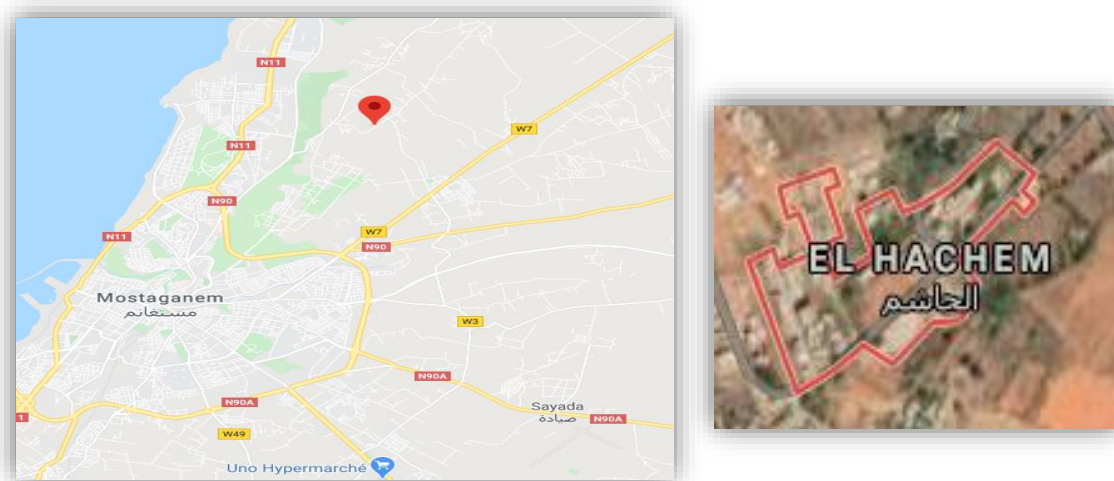 N11
W7
N11
N90
W7
N90
N11
Mostaganem
مستغانم
W3
N90A
N90A
Sayada
صيادة
N90A
1
W49
Uno Hypermarché
EL HACHEM
الحاشم